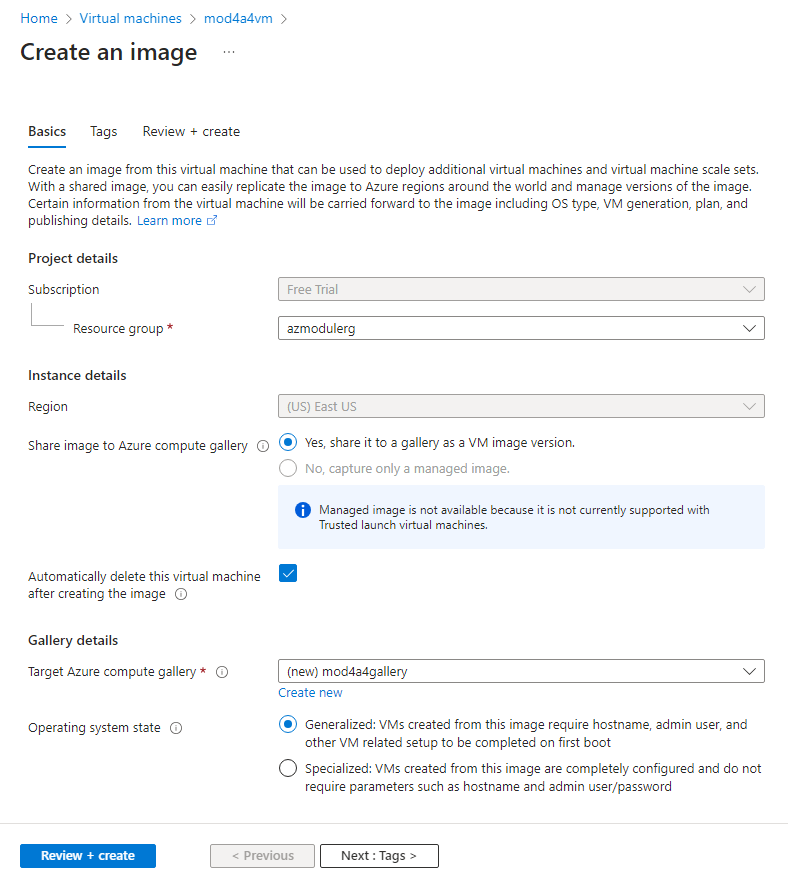 Home > Virtual machines > mod4a4vm >
Create an image ...
Basics Tags Review + create
Create an image from this virtual machine that can be used to deploy additional virtual machines and virtual machine scale sets.
With a shared image, you can easily replicate the image to Azure regions around the world and manage versions of the image.
Certain information from the virtual machine will be carried forward to the image including OS type, VM generation, plan, and
publishing details. Learn more
Project details
Subscription Free Trial
Resource group * azmodulerg
Instance details
Region (US) East US
Share image to Azure compute gallery Yes, share it to a gallery as a VM image version.
No, capture only a managed image.
Managed image is not available because it is not currently supported with
Trusted launch virtual machines.
Automatically delete this virtual machine
after creating the image
Gallery details
Target Azure compute gallery * (new) mod4a4gallery
Create new
Operating system state Generalized: VMs created from this image require hostname, admin user, and
other VM related setup to be completed on first boot
Specialized: VMs created from this image are completely configured and do not
require parameters such as hostname and admin user/password
Review + create < Previous Next : Tags >